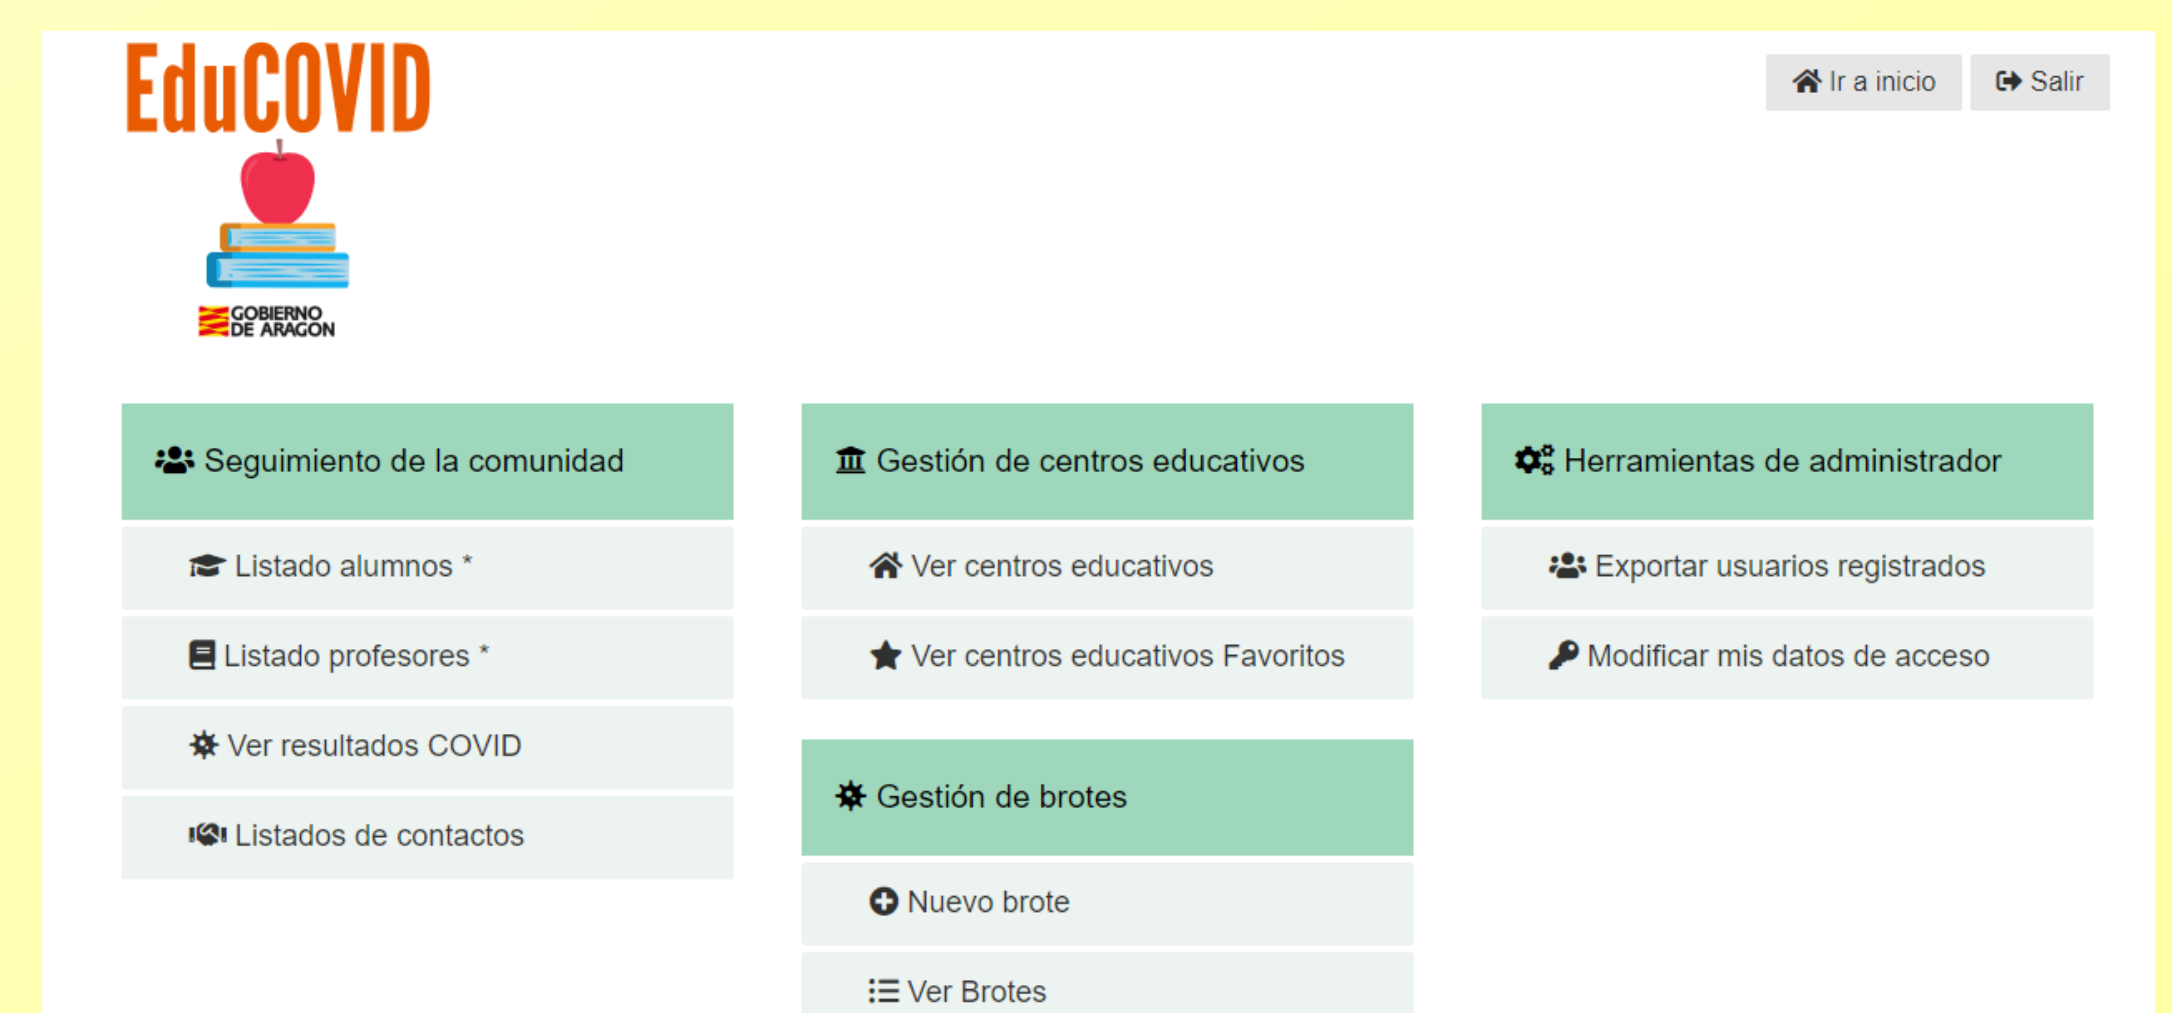 EduCOVID
GOBIERNO
DE ARAGON
Ir a inicio
Salir
Seguimiento de la comunidad
Listado alumnos *
Listado profesores *
Ver resultados COVID
Listados de contactos
Gestión de centros educativos
Ver centros educativos
Ver centros educativos Favoritos
Gestión de brotes
Nuevo brote
Ver Brotes
Herramientas de administrador
Exportar usuarios registrados
Modificar mis datos de acceso